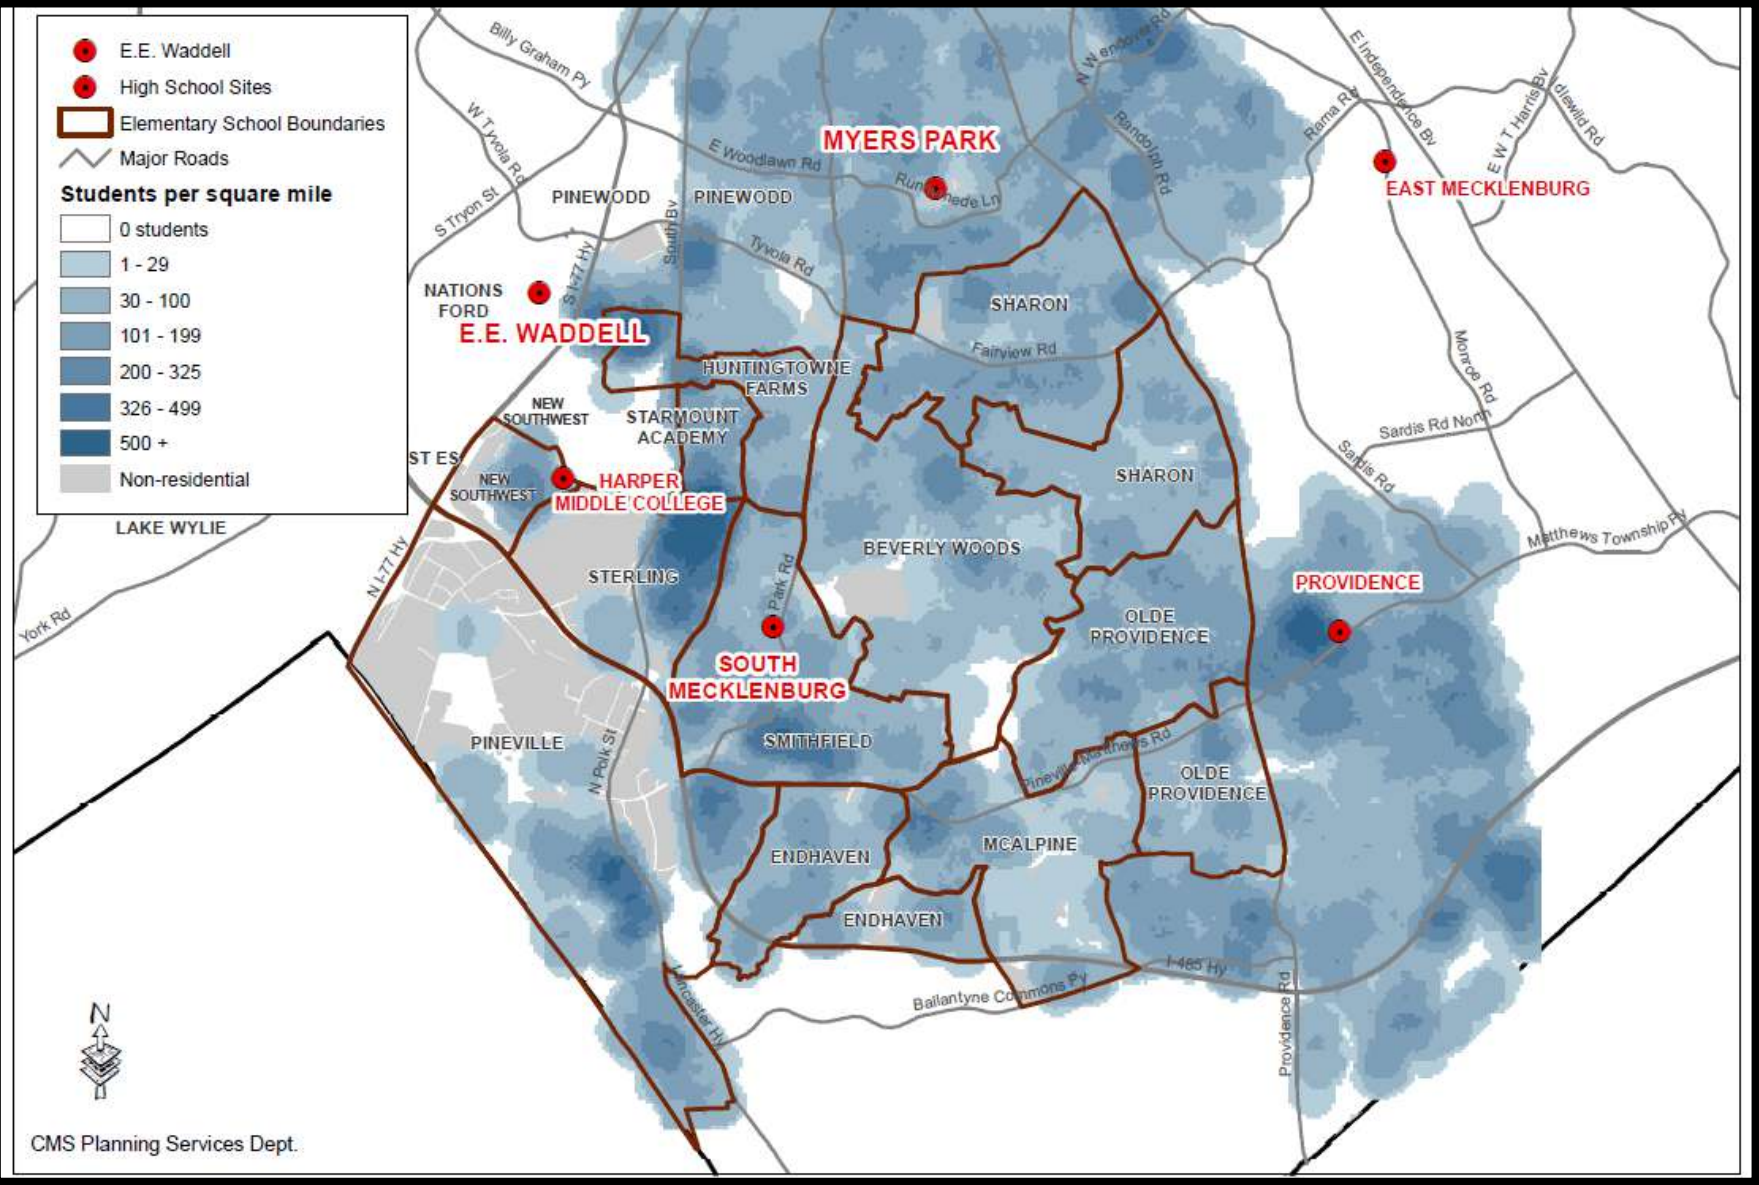 E.E. Waddell
High School Sites
Elementary School Boundaries
Major Roads
Students per square mile
0 students
1 - 29
30 - 100
101 - 199
200 - 325
326 - 499
500 +
Non-residential
Billy Graham Py
W Tyvola Rd
S Tryon St
N W endover Rd
E Independence Bv
E W T Harris Bv
Idlewild Rd
Rama Rd
Randolph Rd
MYERS PARK
E Woodlawn Rd
EAST MECKLENBURG
PINEWODD
PINEWODD
South Bv
S I-77 Hy
Tyvola Rd
NATIONS
FORD
E.E. WADDELL
SHARON
Fairview Rd
HUNTINGTOWNE
FARMS
Monroe Rd
NEW
SOUTHWEST
STARMOUNT
ACADEMY
Sardis Rd North
Sardis Rd
ST ES
NEW
SOUTHWEST
HARPER
MIDDLE COLLEGE
SHARON
LAKE WYLIE
Matthews Township Py
N I-77 Hy
BEVERLY WOODS
STERLING
Park Rd
PROVIDENCE
York Rd
OLDE
PROVIDENCE
SOUTH
MECKLENBURG
PINEVILLE
SMITHFIELD
N Polk St
Pineville-Matthews Rd
OLDE
PROVIDENCE
ENDHAVEN
MCALPINE
ENDHAVEN
I-485 Hy
Ballantyne Commons Py
Lancaster Hy
Providence Rd
N
CMS Planning Services Dept.